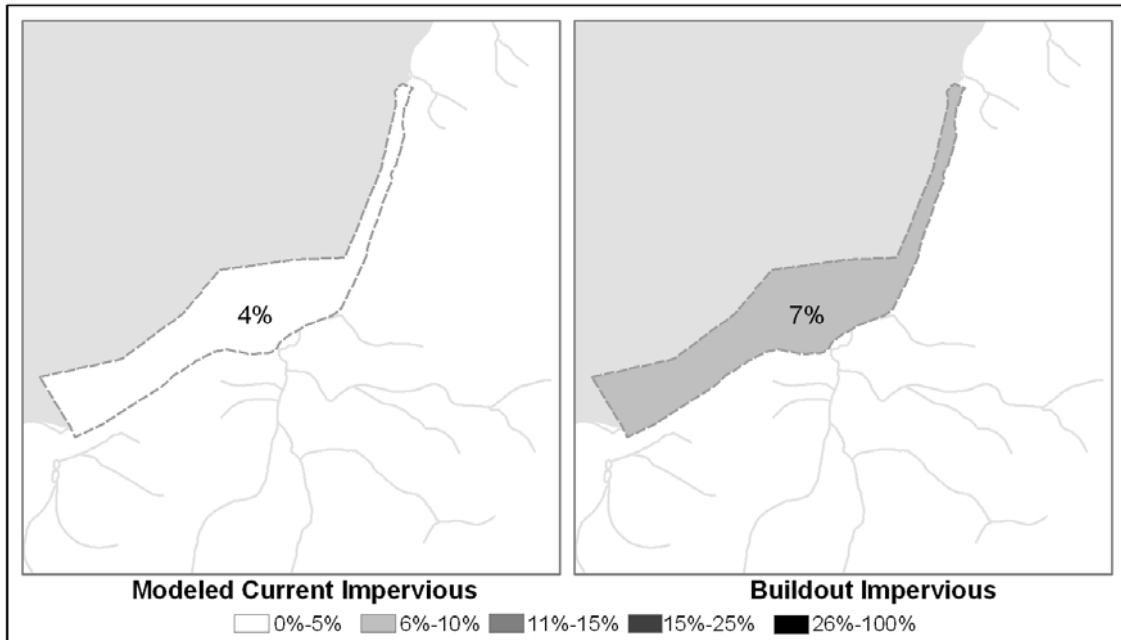 4%
7%
Modeled Current Impervious
Buildout Impervious
0%-5% 6%-10% 11%-15% 15%-25% 26%-100%